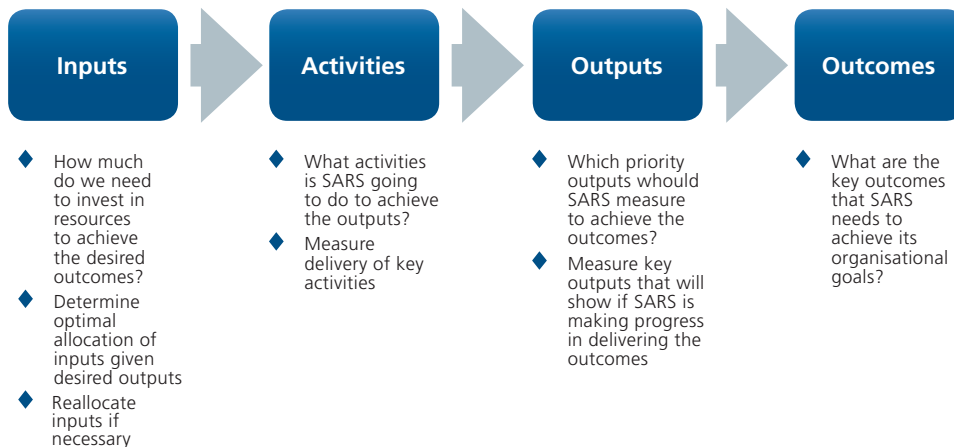 Inputs
Activities
Outputs
Outcomes
How much
do we need
to invest in
resources
to achieve
the desired
outcomes?
Determine
optimal
allocation of
inputs given
desired outputs
Reallocate
inputs if
necessary
What activities
is SARS going
to do to achieve
the outputs?
Measure
delivery of key
activities
Which priority
outputs whould
SARS measure
to achieve the
outcomes?
Measure key
outputs that will
show if SARS is
making progress
in delivering the
outcomes
What are the
key outcomes
that SARS
needs to
achieve its
organisational
goals?